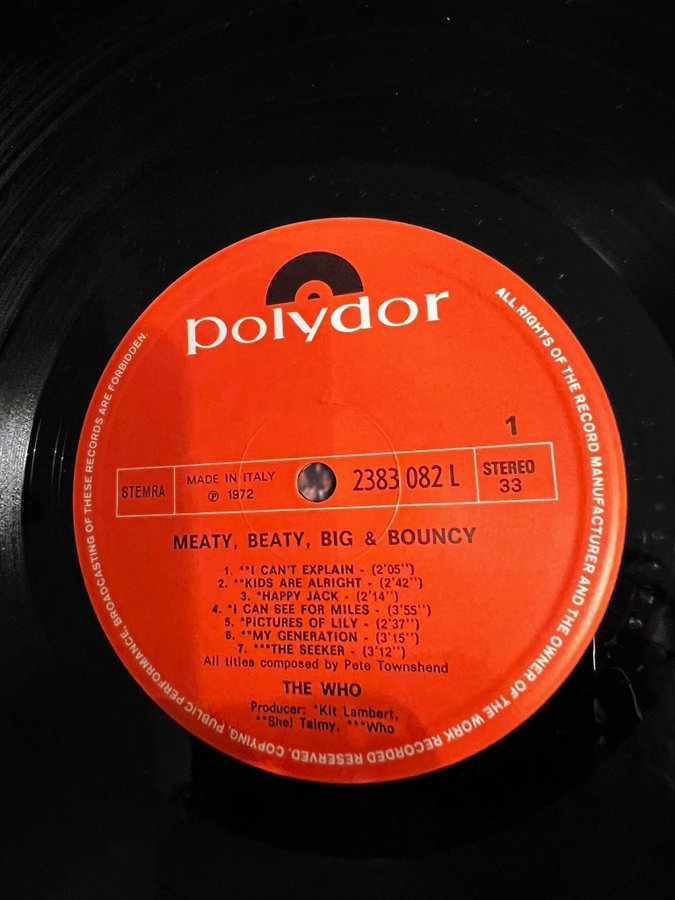 polydor
1
STEMRA
MADE IN ITALY
℗ 1972
2383 082 L
STEREO
33
MEATY, BEATY, BIG & BOUNCY
1. **I CAN'T EXPLAIN - (2'05'')
2. **KIDS ARE ALRIGHT - (2'42'')
3. *HAPPY JACK - (2'14'')
4. *I CAN SEE FOR MILES - (3'55'')
5. *PICTURES OF LILY - (2'37')
6. **MY GENERATION - (3'15'')
7. ***THE SEEKER - (3'12'')
All titles composed by Pete Townshend
THE WHO
Producer: *Kit Lambert,
**Shel Talmy, ***Who
ALL RIGHTS OF THE RECORD MANUFACTURER AND THE OWNER OF THE WORK RECORDED RESERVED. COPYING, PUBLIC PERFORMANCE, BROADCASTING OF THESE RECORDS ARE FORBIDDEN.